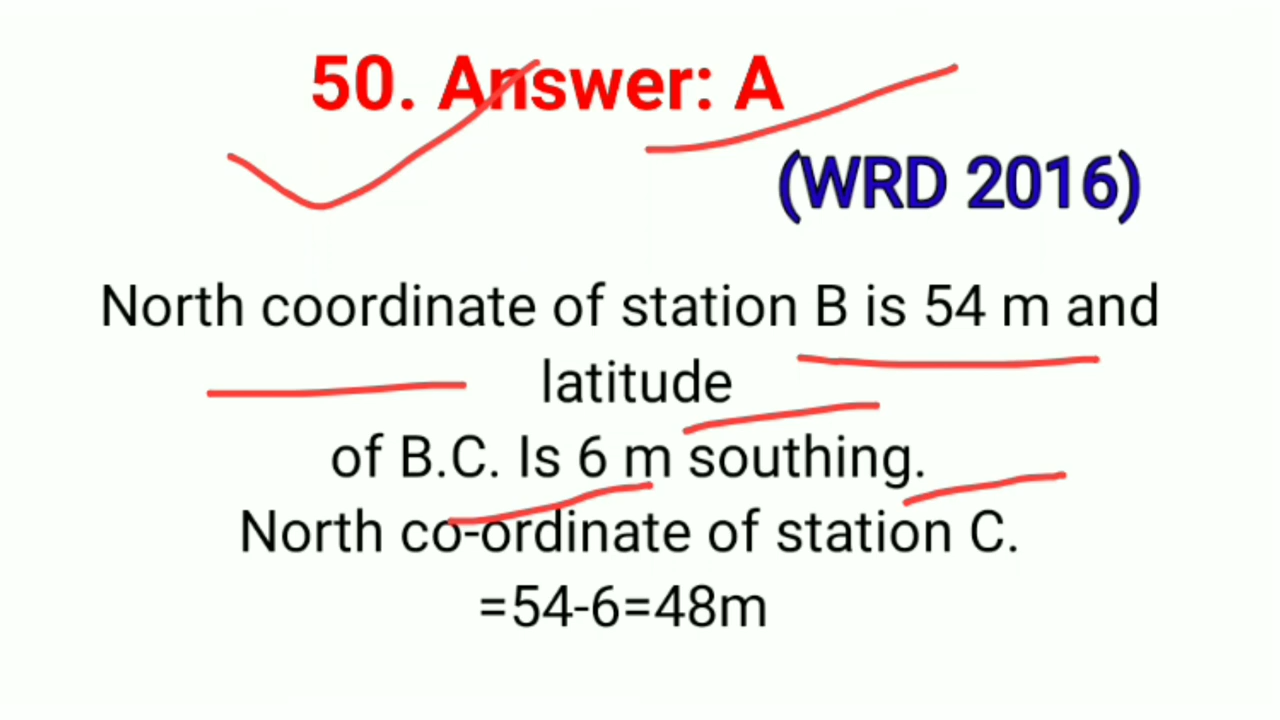 50. Answer: A
(WRD 2016)
North coordinate of station B is 54 m and
latitude
of B.C. Is 6 m southing.
North co-ordinate of station C.
=54-6=48m